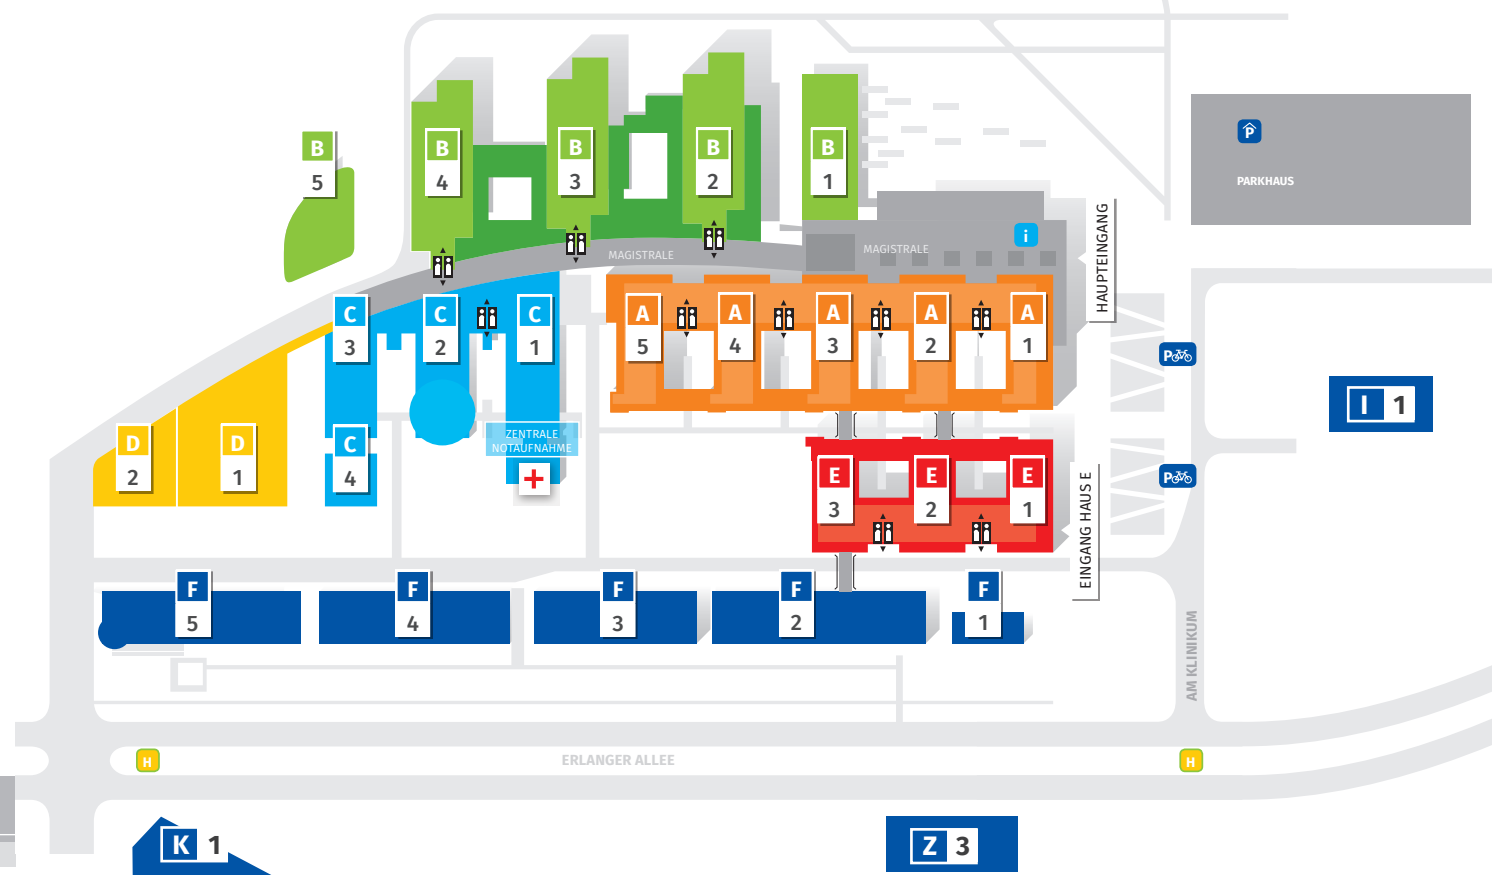 P
PARKHAUS
B
5
B
4
B
3
B
2
B
1
MAGISTRALE
MAGISTRALE
i
HAUPTEINGANG
C
3
C
2
C
1
A
5
A
4
A
3
A
2
A
1
P
I 1
D
2
D
1
C
4
ZENTRALE
NOTAUFNAHME
E
3
E
2
E
1
P
EINGANG HAUS E
F
5
F
4
F
3
F
2
F
1
AM KLINIKUM
H
ERLANGER ALLEE
H
K 1
Z 3